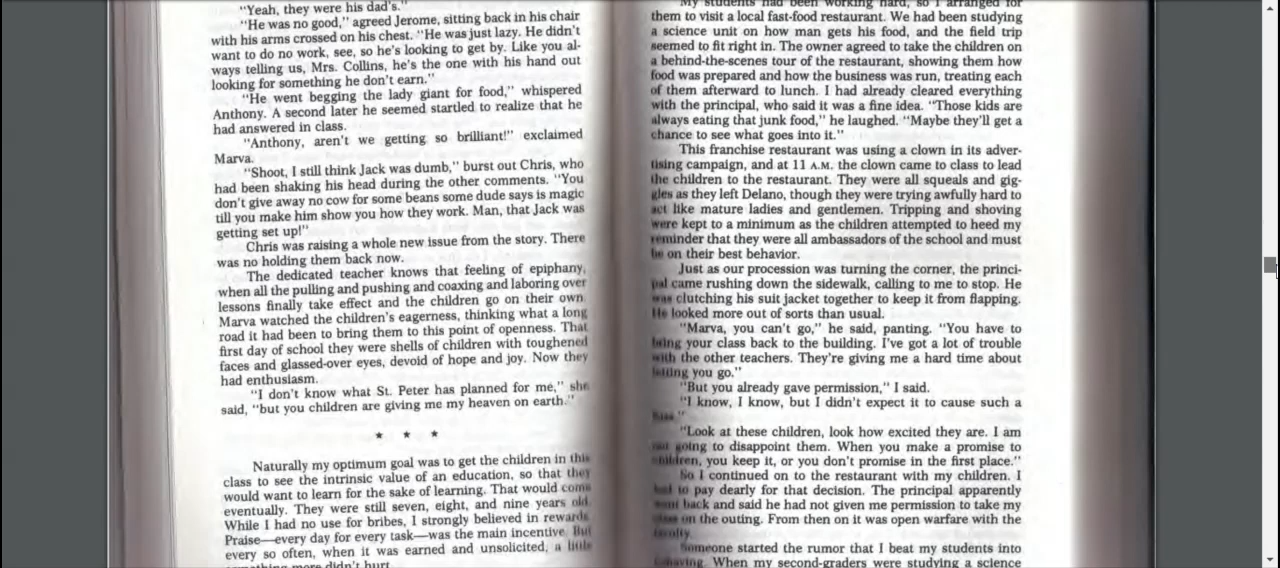 "Yeah, they were his dad's."
"He was no good," agreed Jerome, sitting back in his chair
with his arms crossed on his chest. "He was just lazy. He didn't
want to do no work, see, so he's looking to get by. Like you al-
ways telling us, Mrs. Collins, he's the one with his hand out
looking for something he don't earn."
"He went begging the lady giant for food," whispered
Anthony. A second later he seemed startled to realize that he
had answered in class.
"Anthony, aren't we getting so brilliant!" exclaimed
Marva.
"Shoot, I still think Jack was dumb," burst out Chris, who
had been shaking his head during the other comments. "You
don't give away no cow for some beans some dude says is magic
till you make him show you how they work. Man, that Jack was
getting set up!"
Chris was raising a whole new issue from the story. There
was no holding them back now.
The dedicated teacher knows that feeling of epiphany,
when all the pulling and pushing and coaxing and laboring over
lessons finally take effect and the children go on their own.
Marva watched the children's eagerness, thinking what a long
road it had been to bring them to this point of openness. That
first day of school they were shells of children with toughened
faces and glassed-over eyes, devoid of hope and joy. Now they
had enthusiasm.
"I don't know what St. Peter has planned for me," she
said, "but you children are giving me my heaven on earth."
★ ★ ★
Naturally my optimum goal was to get the children in this
class to see the intrinsic value of an education, so that they
would want to learn for the sake of learning. That would come
eventually. They were still seven, eight, and nine years old.
While I had no use for bribes, I strongly believed in rewards.
Praise—every day for every task—was the main incentive. But
every so often, when it was earned and unsolicited, a little
something more didn't hurt.
My students had been working hard, so I arranged for
them to visit a local fast-food restaurant. We had been studying
a science unit on how man gets his food, and the field trip
seemed to fit right in. The owner agreed to take the children on
a behind-the-scenes tour of the restaurant, showing them how
food was prepared and how the business was run, treating each
of them afterward to lunch. I had already cleared everything
with the principal, who said it was a fine idea. "Those kids are
always eating that junk food," he laughed. "Maybe they'll get a
chance to see what goes into it."
This franchise restaurant was using a clown in its adver-
tising campaign, and at 11 A.M. the clown came to class to lead
the children to the restaurant. They were all squeals and gig-
gles as they left Delano, though they were trying awfully hard to
act like mature ladies and gentlemen. Tripping and shoving
were kept to a minimum as the children attempted to heed my
reminder that they were all ambassadors of the school and must
be on their best behavior.
Just as our procession was turning the corner, the princi-
pal came rushing down the sidewalk, calling to me to stop. He
was clutching his suit jacket together to keep it from flapping.
He looked more out of sorts than usual.
"Marva, you can't go," he said, panting. "You have to
bring your class back to the building. I've got a lot of trouble
with the other teachers. They're giving me a hard time about
letting you go."
"But you already gave permission," I said.
"I know, I know, but I didn't expect it to cause such a
fuss."
"Look at these children, look how excited they are. I am
not going to disappoint them. When you make a promise to
children, you keep it, or you don't promise in the first place."
So I continued on to the restaurant with my children. I
had to pay dearly for that decision. The principal apparently
went back and said he had not given me permission to take my
class on the outing. From then on it was open warfare with the
faculty.
Someone started the rumor that I beat my students into
behaving. When my second-graders were studying a science